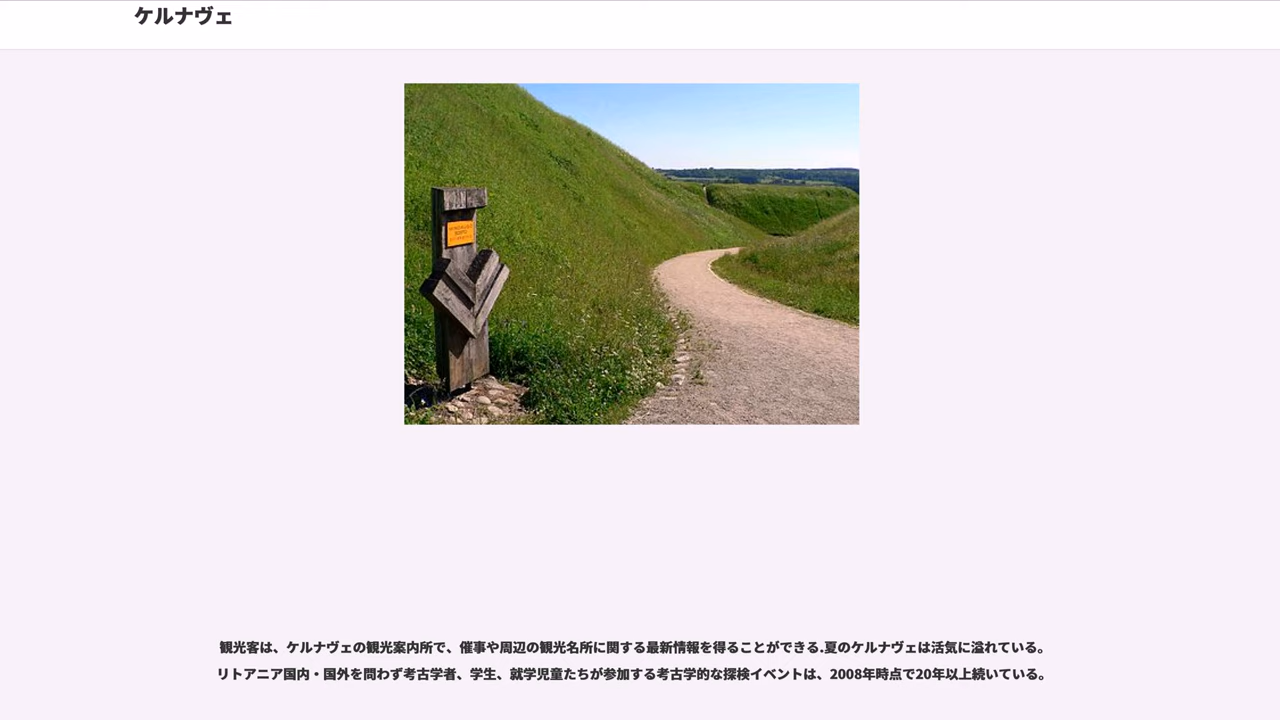 ケルナヴェ
観光客は、ケルナヴェの観光案内所で、催事や周辺の観光名所に関する最新情報を得ることができる.夏のケルナヴェは活気に溢れている。
リトアニア国内・国外を問わず考古学者、学生、就学児童たちが参加する考古学的な探検イベントは、2008年時点で20年以上続いている。